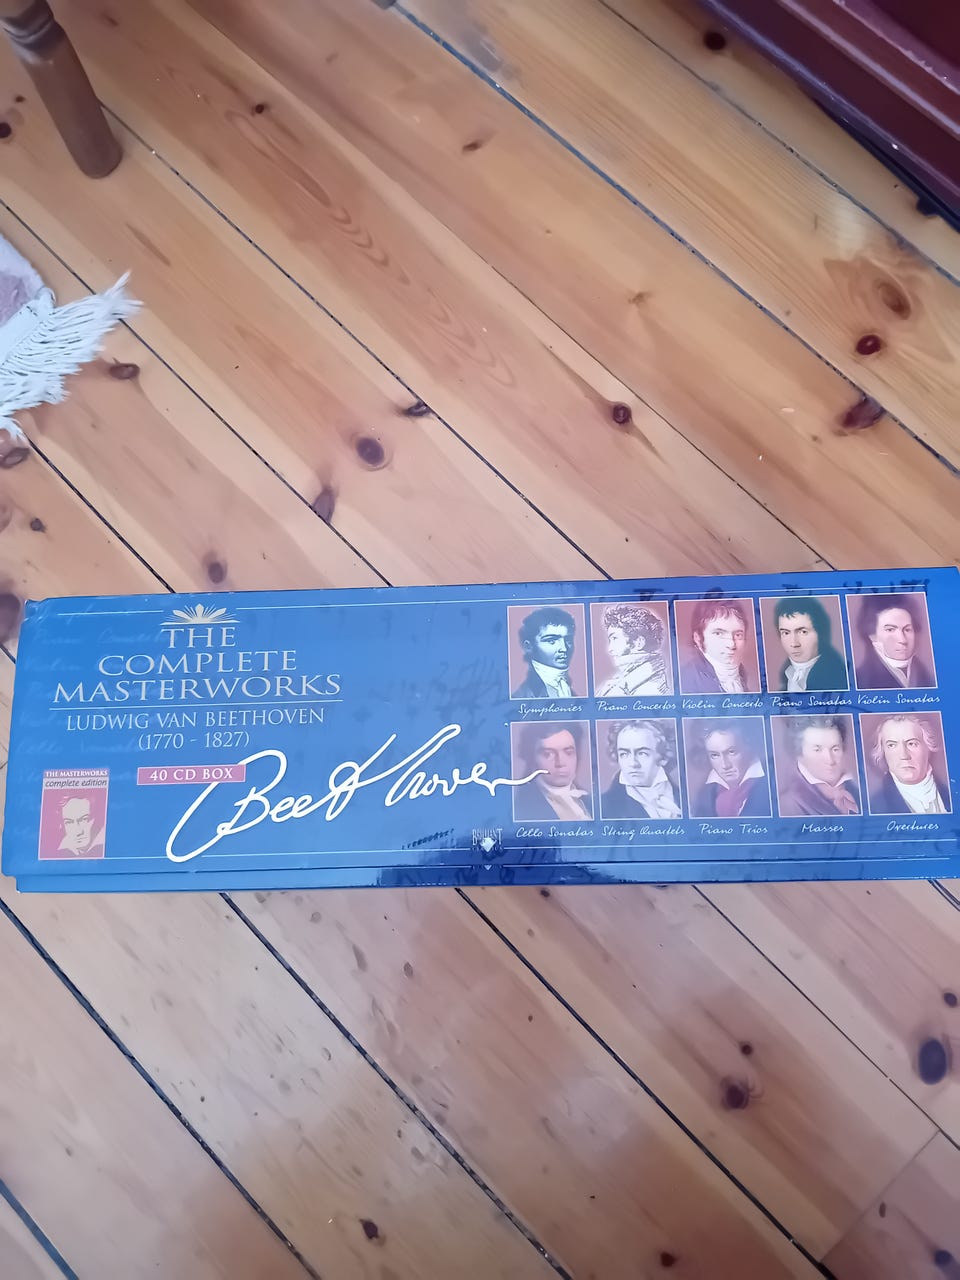 THE
COMPLETE
MASTERWORKS
LUDWIG VAN BEETHOVEN
(1770 - 1827)
THE MASTERWORKS
complete edition
40 CD BOX
Beethoven
BRILLIANT
Symphonies
Piano Concertos
Violin Concerto
Piano Sonatas
Violin Sonatas
Cello Sonatas
String Quartets
Piano Trios
Masses
Overtures